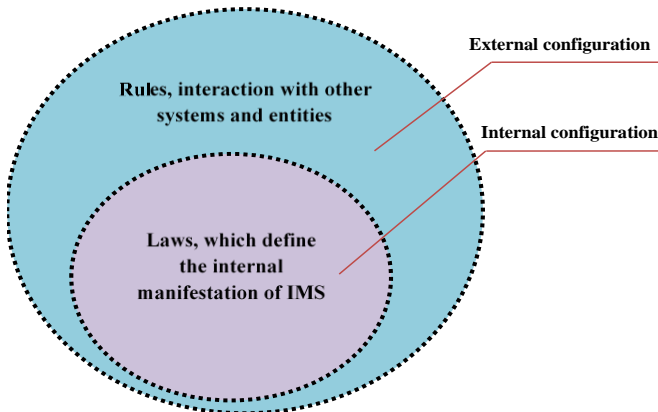 External configuration
Rules, interaction with other
systems and entities
Internal configuration
Laws, which define
the internal
manifestation of IMS